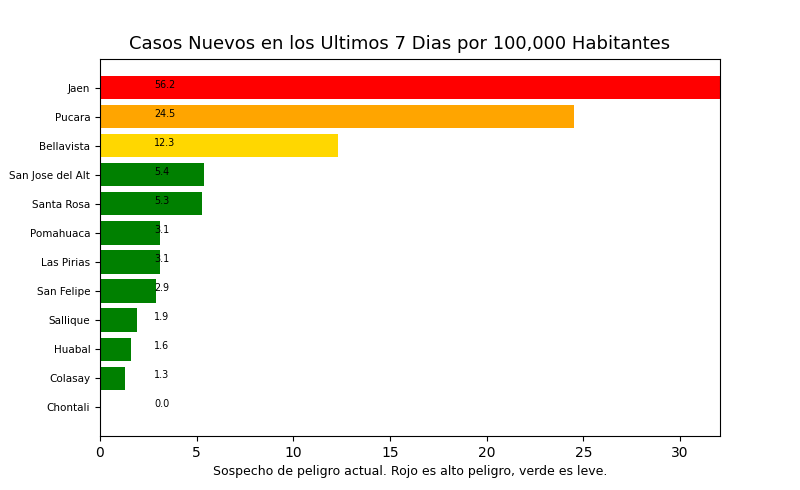 Casos Nuevos en los Ultimos 7 Dias por 100,000 Habitantes
Jaen 56.2
Pucara 24.5
Bellavista 12.3
San Jose del Alt 5.4
Santa Rosa 5.3
Pomahuaca 3.1
Las Pirias 3.1
San Felipe 2.9
Sallique 1.9
Huabal 1.6
Colasay 1.3
Chontali 0.0
0 5 10 15 20 25 30
Sospecho de peligro actual. Rojo es alto peligro, verde es leve.